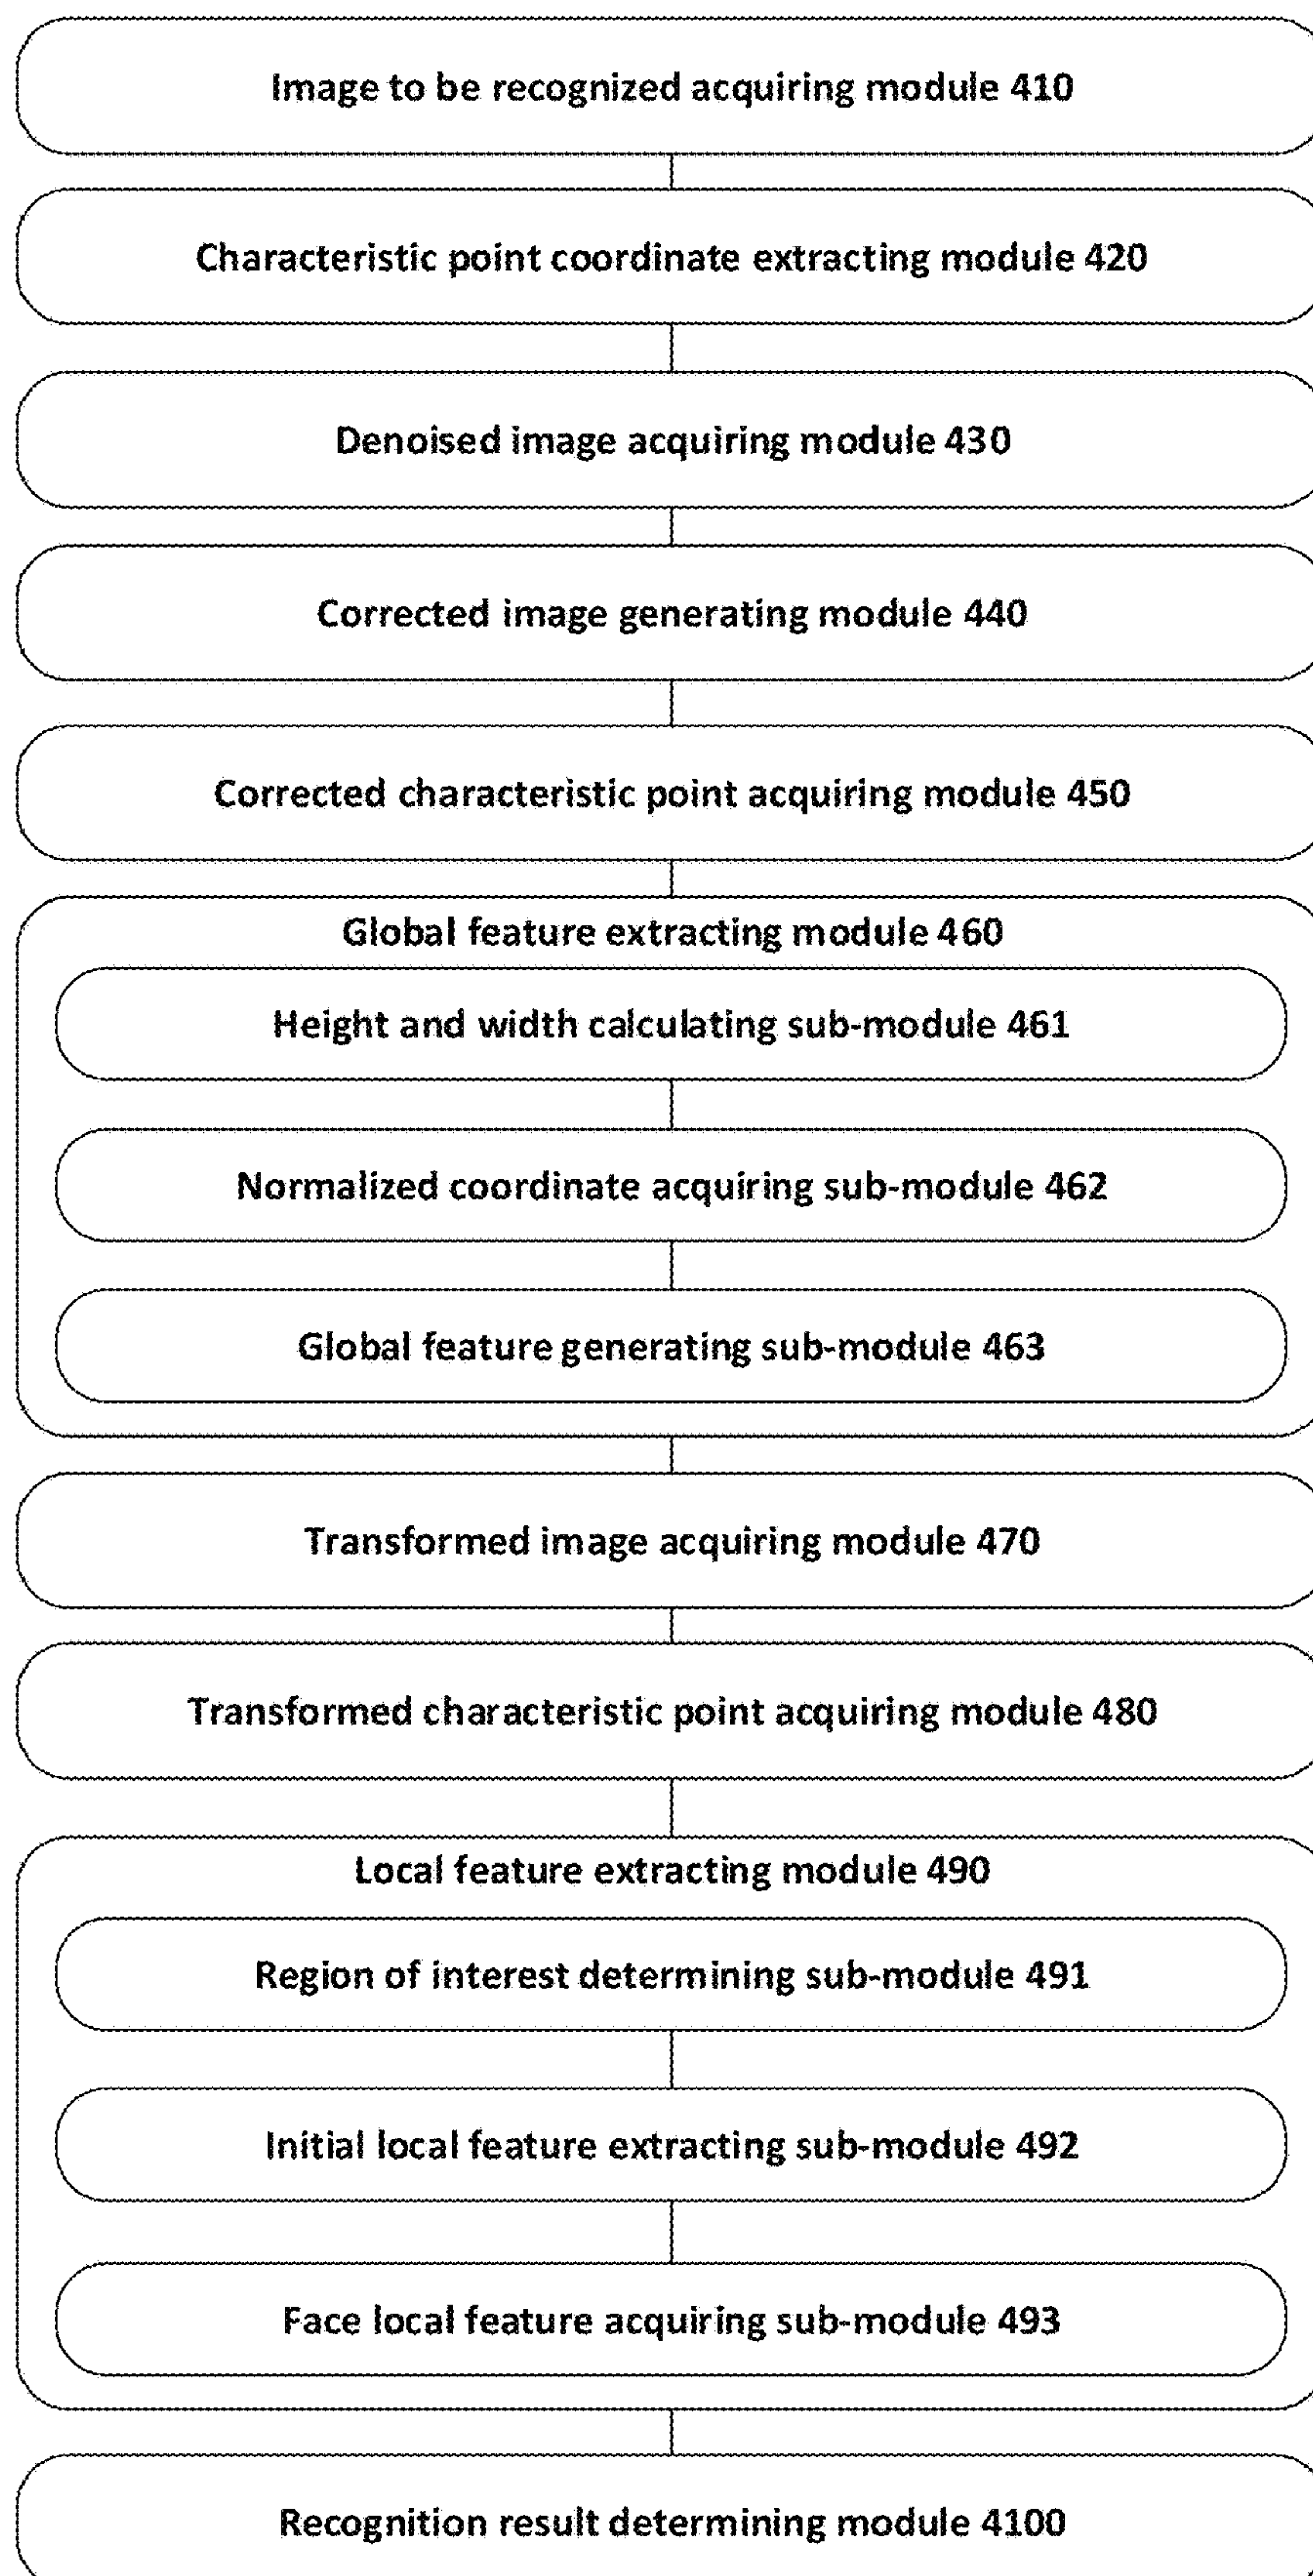 Image to be recognized acquiring module 410
Characteristic point coordinate extracting module 420
Denoised image acquiring module 430
Corrected image generating module 440
Corrected characteristic point acquiring module 450
Global feature extracting module 460
Height and width calculating sub-module 461
Normalized coordinate acquiring sub-module 462
Global feature generating sub-module 463
Transformed image acquiring module 470
Transformed characteristic point acquiring module 480
Local feature extracting module 490
Region of interest determining sub-module 491
Initial local feature extracting sub-module 492
Face local feature acquiring sub-module 493
Recognition result determining module 4100